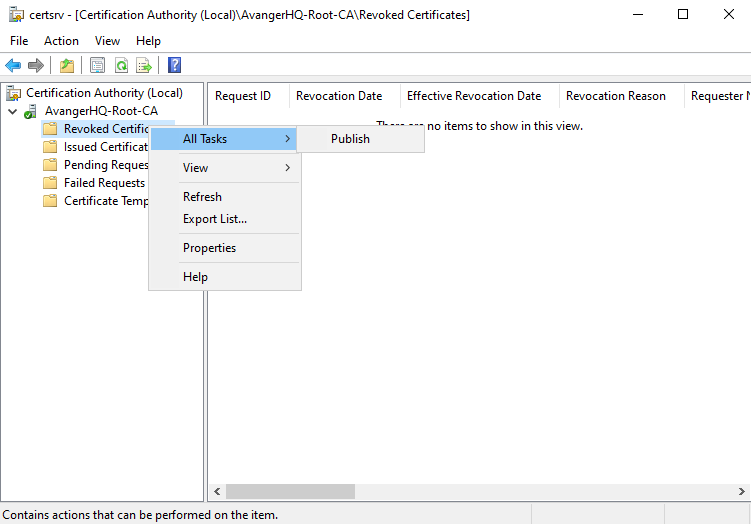 certsrv - [Certification Authority (Local)\AvangerHQ-Root-CA\Revoked Certificates]
File Action View Help
Certification Authority (Local)
AvangerHQ-Root-CA
Revoked Certific
Issued Certificat
Pending Reques
Failed Requests
Certificate Temp
All Tasks
View
Refresh
Export List...
Properties
Help
Publish
Request ID Revocation Date Effective Revocation Date Revocation Reason Requester N
There are no items to show in this view.
Contains actions that can be performed on the item.